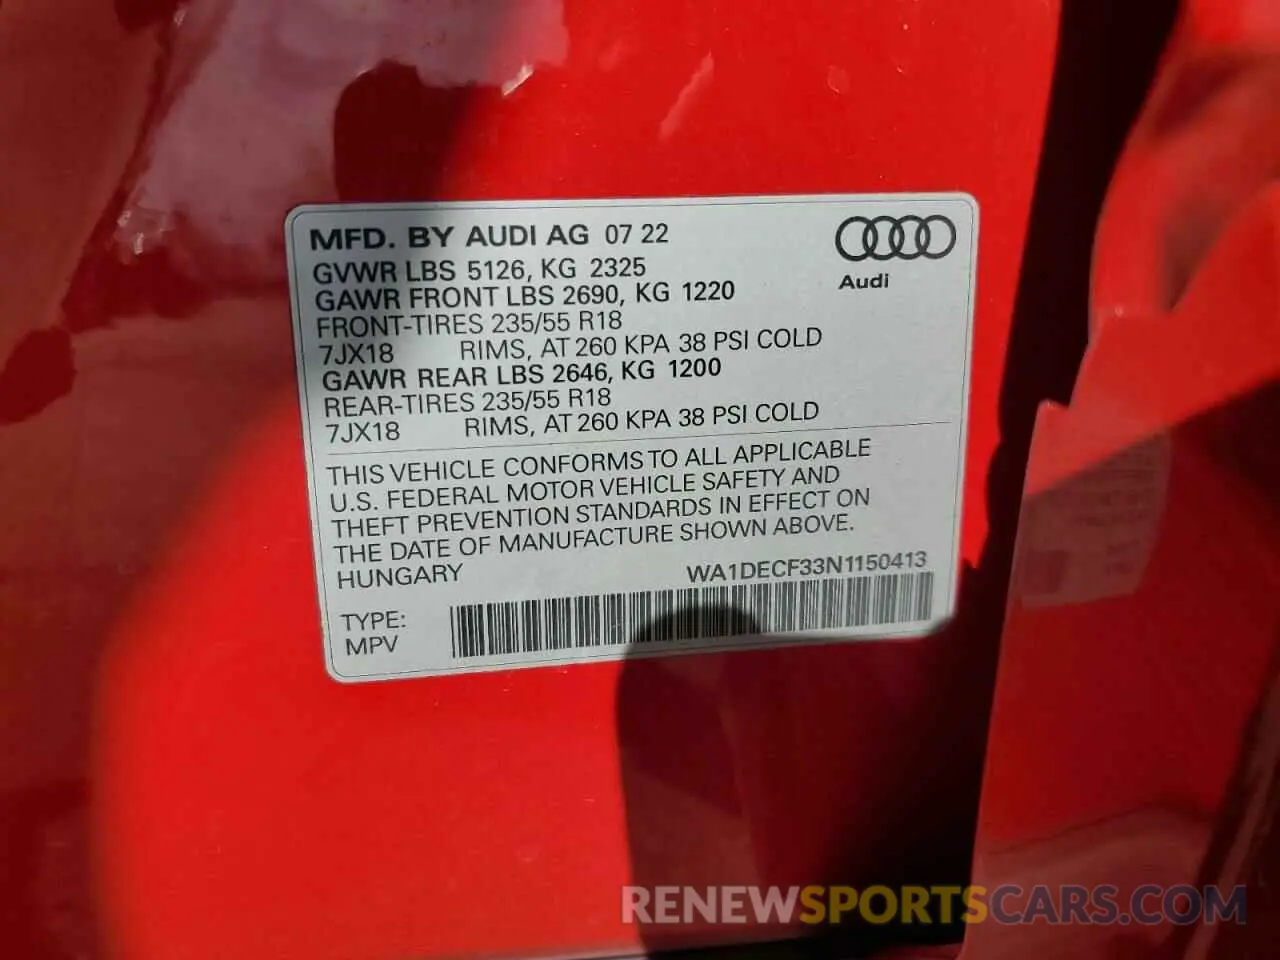 MFD. BY AUDI AG 07 22
GVWR LBS 5126, KG 2325
GAWR FRONT LBS 2690, KG 1220
FRONT-TIRES 235/55 R18
7JX18 RIMS, AT 260 KPA 38 PSI COLD
GAWR REAR LBS 2646, KG 1200
REAR-TIRES 235/55 R18
7JX18 RIMS, AT 260 KPA 38 PSI COLD
Audi
THIS VEHICLE CONFORMS TO ALL APPLICABLE
U.S. FEDERAL MOTOR VEHICLE SAFETY AND
THEFT PREVENTION STANDARDS IN EFFECT ON
THE DATE OF MANUFACTURE SHOWN ABOVE.
HUNGARY WA1DECF33N1150413
TYPE:
MPV
RENEWSPORTSCARS.COM